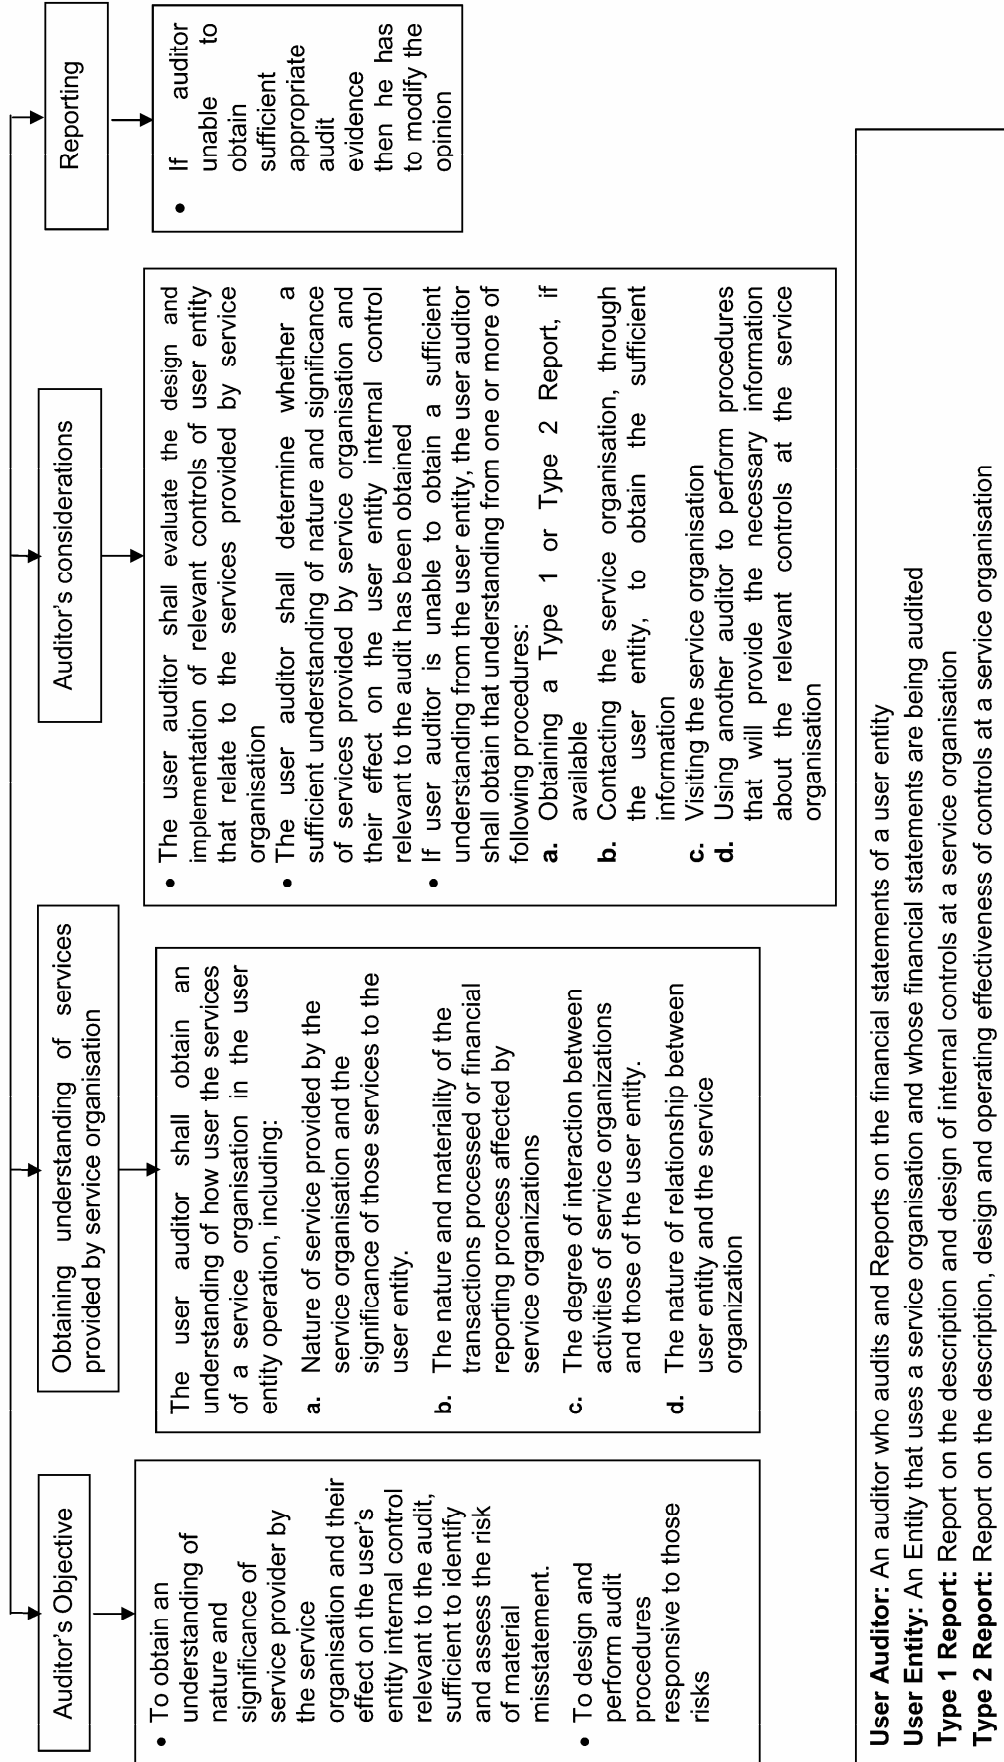 Auditor's Objective
• To obtain an
understanding of
nature and
significance of
service provider by
the service
organisation and their
effect on the user's
entity internal control
relevant to the audit,
sufficient to identify
and assess the risk
of material
misstatement.
• To design and
perform audit
procedures
responsive to those
risks
Obtaining understanding of services
provided by service organisation
The user auditor shall obtain an
understanding of how user the services
of a service organisation in the user
entity operation, including:
a. Nature of service provided by the
service organisation and the
significance of those services to the
user entity.
b. The nature and materiality of the
transactions processed or financial
reporting process affected by
service organizations
c. The degree of interaction between
activities of service organizations
and those of the user entity.
d. The nature of relationship between
user entity and the service
organization
Auditor's considerations
• The user auditor shall evaluate the design and
implementation of relevant controls of user entity
that relate to the services provided by service
organisation
• The user auditor shall determine whether a
sufficient understanding of nature and significance
of services provided by service organisation and
their effect on the user entity internal control
relevant to the audit has been obtained
• If user auditor is unable to obtain a sufficient
understanding from the user entity, the user auditor
shall obtain that understanding from one or more of
following procedures:
a. Obtaining a Type 1 or Type 2 Report, if
available
b. Contacting the service organisation, through
the user entity, to obtain the sufficient
information
c. Visiting the service organisation
d. Using another auditor to perform procedures
that will provide the necessary information
about the relevant controls at the service
organisation
Reporting
• If auditor
unable to
obtain
sufficient
appropriate
audit
evidence
then he has
to modify the
opinion
User Auditor: An auditor who audits and Reports on the financial statements of a user entity
User Entity: An Entity that uses a service organisation and whose financial statements are being audited
Type 1 Report: Report on the description and design of internal controls at a service organisation
Type 2 Report: Report on the description, design and operating effectiveness of controls at a service organisation